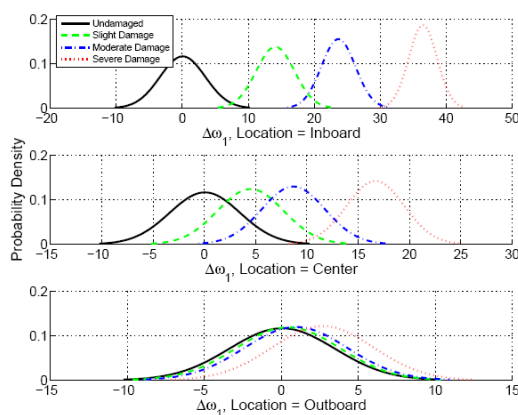 0.2
0.1
0
Undamaged
Slight Damage
Moderate Damage
Severe Damage
−20 −10 0 10 20 30 40 50
Δω1, Location = Inboard
Probability Density
0.2
0.1
0
−15 −10 −5 0 5 10 15 20 25 30
Δω1, Location = Center
0.2
0.1
0
−15 −10 −5 0 5 10 15
Δω1, Location = Outboard